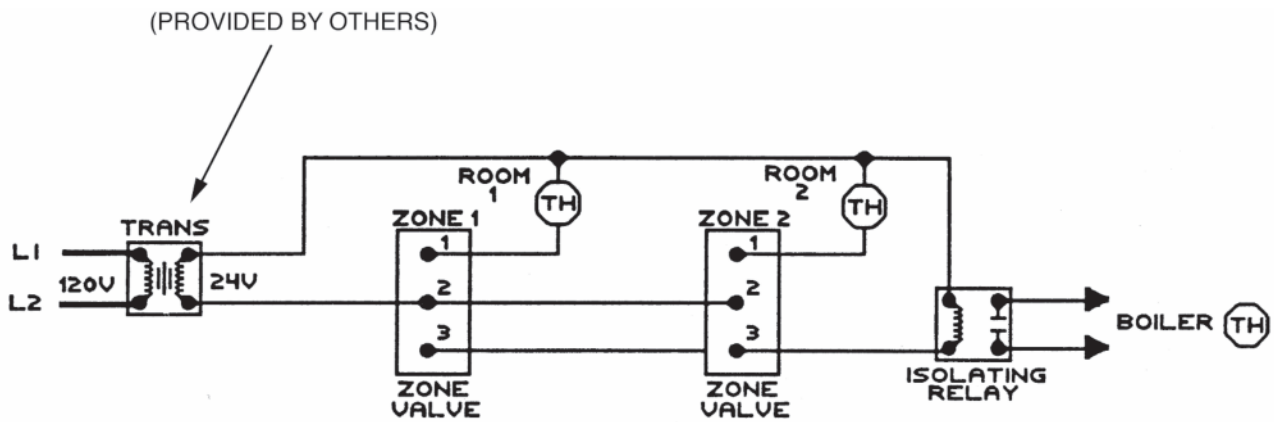 (PROVIDED BY OTHERS)
TRANS
L1
L2
120V
24V
ROOM
1
TH
ZONE 1
1
2
3
ZONE
VALVE
ROOM
2
TH
ZONE 2
1
2
3
ZONE
VALVE
ISOLATING
RELAY
BOILER TH